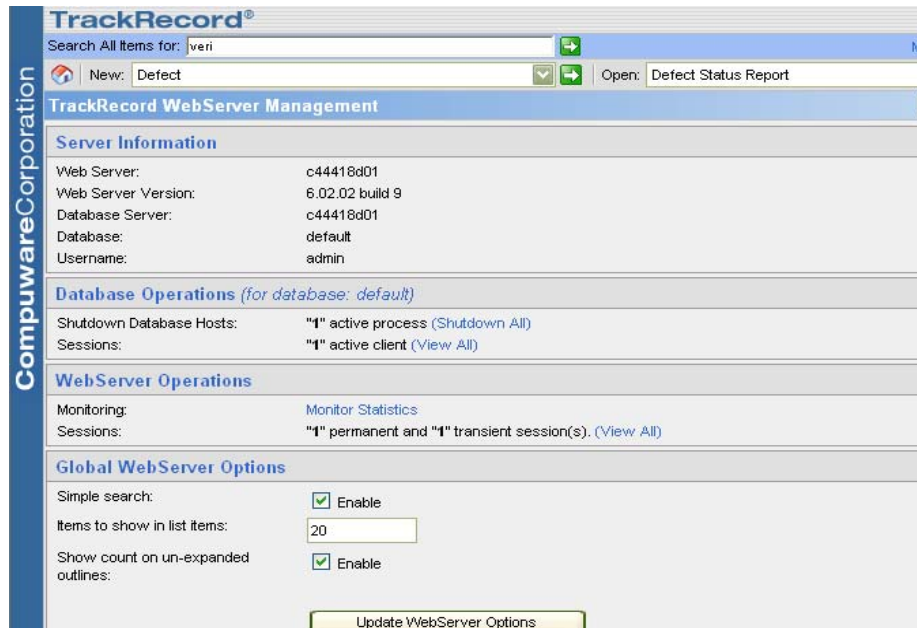 CompuwareCorporation
TrackRecord®
Search All Items for: veri
New: Defect Open: Defect Status Report
TrackRecord WebServer Management
Server Information
Web Server: c44418d01
Web Server Version: 6.02.02 build 9
Database Server: c44418d01
Database: default
Username: admin
Database Operations (for database: default)
Shutdown Database Hosts: "1" active process (Shutdown All)
Sessions: "1" active client (View All)
WebServer Operations
Monitoring: Monitor Statistics
Sessions: "1" permanent and "1" transient session(s). (View All)
Global WebServer Options
Simple search: Enable
Items to show in list items: 20
Show count on un-expanded
outlines: Enable
Update WebServer Options